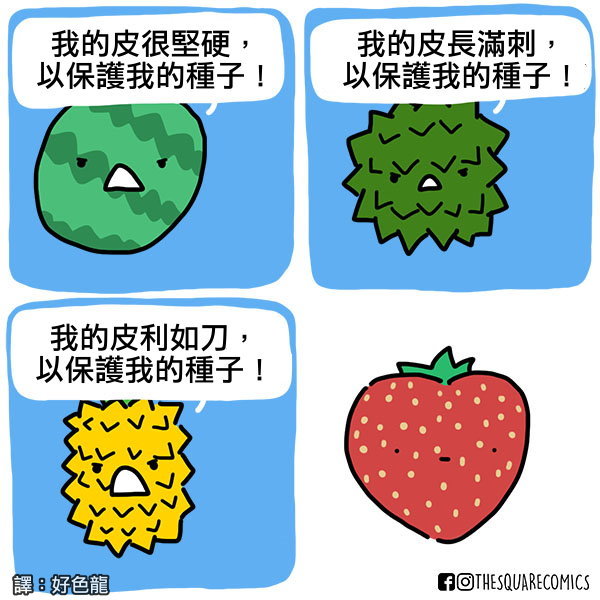 我的皮很堅硬，
以保護我的種子！
我的皮長滿刺，
以保護我的種子！
我的皮利如刀，
以保護我的種子！
譯：好色龍
THESQUARECOMICS